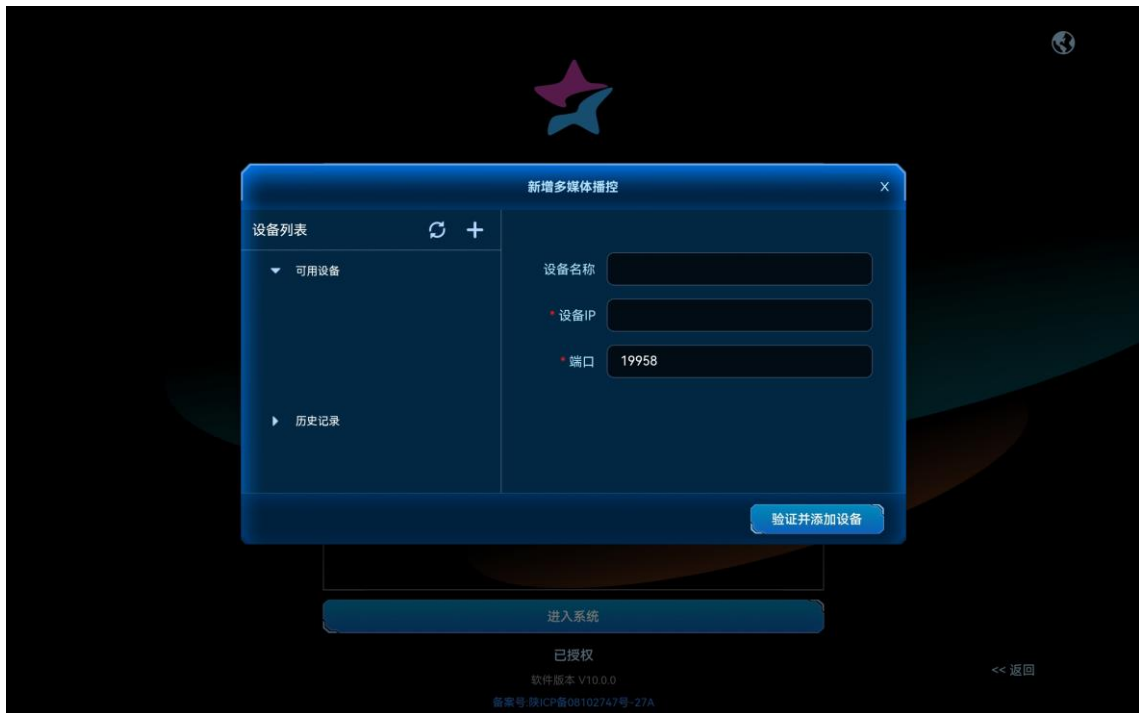 新增多媒体播控 X
设备列表
可用设备
历史记录
设备名称
* 设备IP
* 端口 19958
验证并添加设备
进入系统
已授权
软件版本 V10.0.0
<< 返回
备案号:陕ICP备08102747号-27A